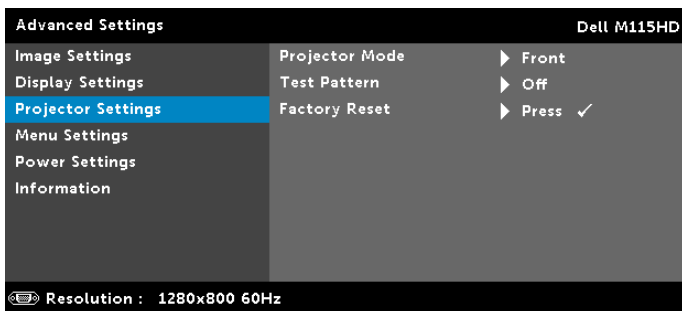 Advanced Settings Dell M115HD
Image Settings Projector Mode Front
Display Settings Test Pattern Off
Projector Settings Factory Reset Press ✓
Menu Settings
Power Settings
Information
Resolution : 1280x800 60Hz